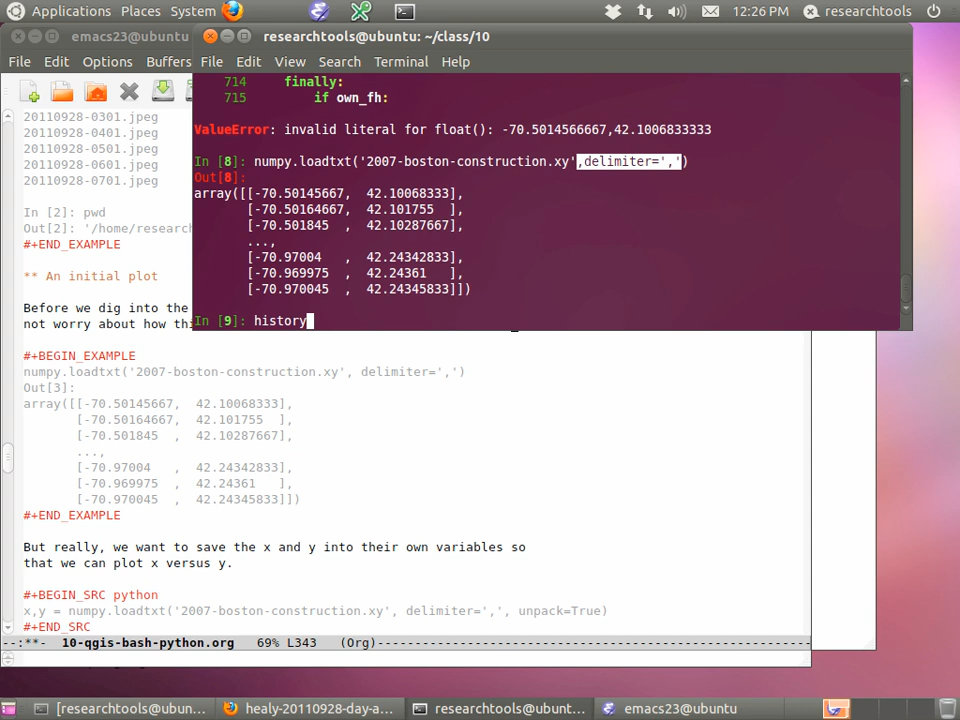 Applications Places System 12:26 PM researchtools
emacs23@ubuntu
researchtools@ubuntu: ~/class/10
File Edit Options Buffers
File Edit View Search Terminal Help
714 finally:
715 if own_fh:
ValueError: invalid literal for float(): -70.5014566667,42.1006833333
In [8]: numpy.loadtxt('2007-boston-construction.xy',delimiter=',')
Out[8]:
array([[-70.50145667, 42.10068333],
[-70.50164667, 42.101755 ],
[-70.501845 , 42.10287667],
...,
[-70.97004 , 42.24342833],
[-70.969975 , 42.24361 ],
[-70.970045 , 42.24345833]])
In [9]: history
20110928-0301.jpeg
20110928-0401.jpeg
20110928-0501.jpeg
20110928-0601.jpeg
20110928-0701.jpeg
In [2]: pwd
Out[2]: '/home/research
#+END_EXAMPLE
** An initial plot
Before we dig into the
not worry about how thi
#+BEGIN_EXAMPLE
numpy.loadtxt('2007-boston-construction.xy', delimiter=',')
Out[3]:
array([[-70.50145667, 42.10068333],
[-70.50164667, 42.101755 ],
[-70.501845 , 42.10287667],
...,
[-70.97004 , 42.24342833],
[-70.969975 , 42.24361 ],
[-70.970045 , 42.24345833]])
#+END_EXAMPLE
But really, we want to save the x and y into their own variables so
that we can plot x versus y.
#+BEGIN_SRC python
x,y = numpy.loadtxt('2007-boston-construction.xy', delimiter=',', unpack=True)
#+END_SRC
--:**- 10-qgis-bash-python.org 69% L343 (Org)--------------------------------------------------
[researchtools@ubun... healy-20110928-day-a... researchtools@ubunt... emacs23@ubuntu